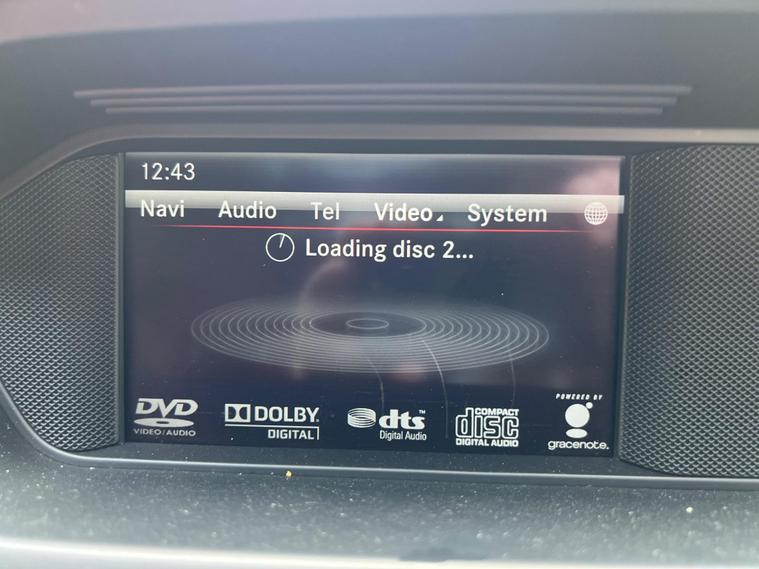 12:43
Navi Audio Tel Video System
Loading disc 2...
DVD
VIDEO/AUDIO
DOLBY
DIGITAL
dts™
Digital Audio
COMPACT
disc
DIGITAL AUDIO
POWERED BY
gracenote.